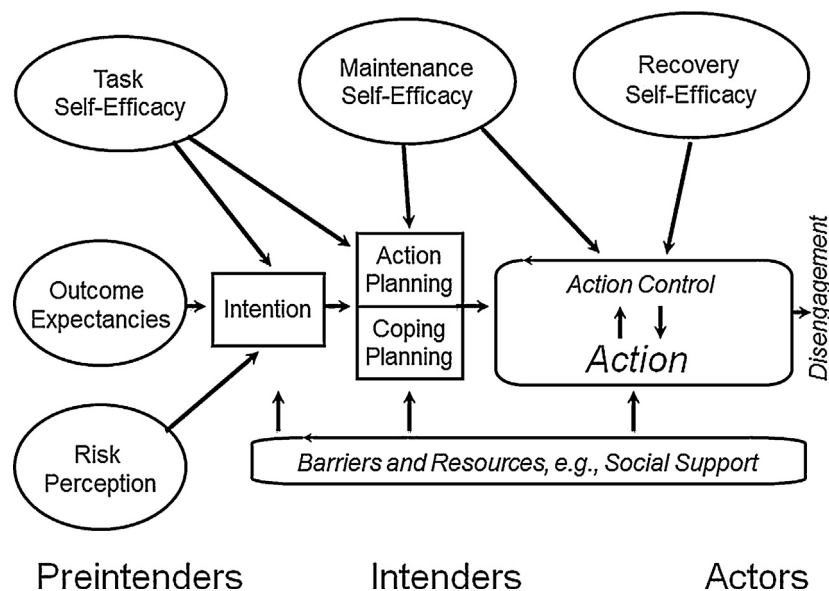 Task
Self-Efficacy
Maintenance
Self-Efficacy
Recovery
Self-Efficacy
Outcome
Expectancies
Intention
Action
Planning
Coping
Planning
Action Control
Action
Disengagement
Risk
Perception
Barriers and Resources, e.g., Social Support
Preintenders
Intenders
Actors